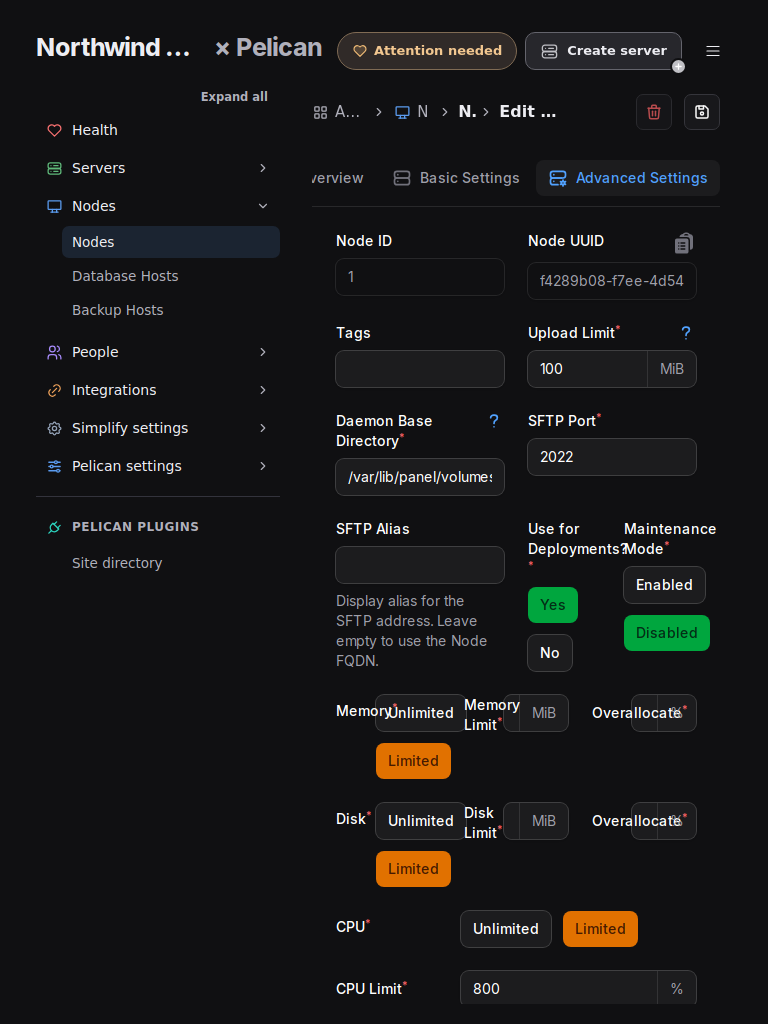 Northwind ... × Pelican
Attention needed
Create server
Expand all
Health
Servers
Nodes
Nodes
Database Hosts
Backup Hosts
People
Integrations
Simplify settings
Pelican settings
PELICAN PLUGINS
Site directory
A... > N > N. > Edit ...
verview
Basic Settings
Advanced Settings
Node ID
1
Node UUID
f4289b08-f7ee-4d54
Tags
Upload Limit*
100 MiB
Daemon Base
Directory*
/var/lib/panel/volumes
SFTP Port*
2022
SFTP Alias
Display alias for the
SFTP address. Leave
empty to use the Node
FQDN.
Use for
Deployments?
*
Yes
No
Maintenance
Mode*
Enabled
Disabled
Memory*
Unlimited
Limited
Memory
Limit*
MiB
Overallocate*
%
Disk*
Unlimited
Limited
Disk
Limit*
MiB
Overallocate*
%
CPU*
Unlimited
Limited
CPU Limit*
800 %